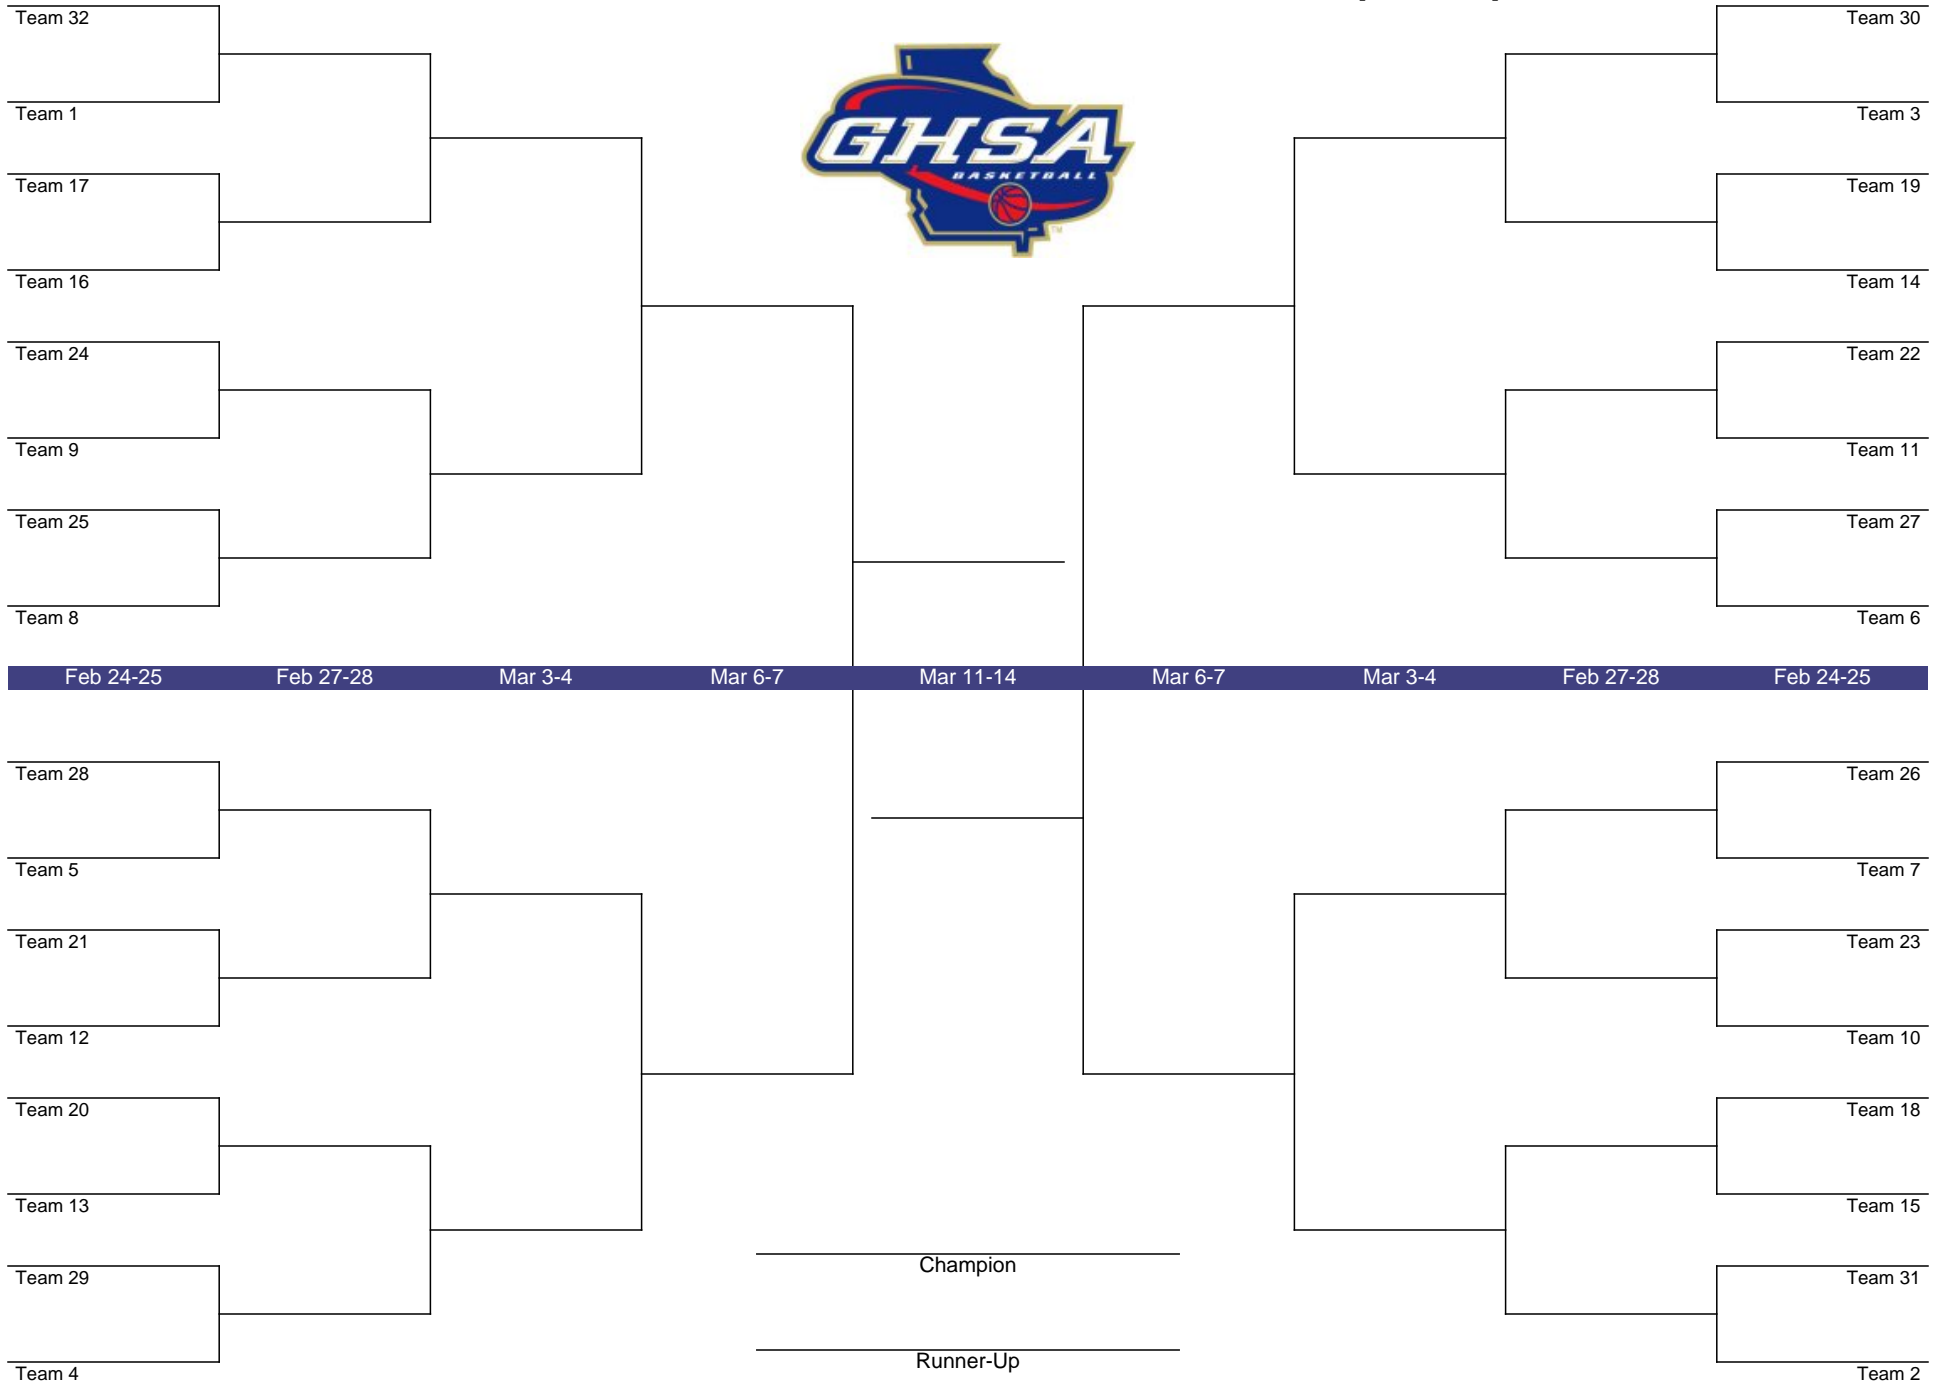 Team 32
Team 1
Team 17
Team 16
Team 24
Team 9
Team 25
Team 8
GHSA
BASKETBALL
TM
Team 30
Team 3
Team 19
Team 14
Team 22
Team 11
Team 27
Team 6
Feb 24-25 Feb 27-28 Mar 3-4 Mar 6-7 Mar 11-14 Mar 6-7 Mar 3-4 Feb 27-28 Feb 24-25
Team 28
Team 5
Team 21
Team 12
Team 20
Team 13
Team 29
Team 4
Champion
Runner-Up
Team 26
Team 7
Team 23
Team 10
Team 18
Team 15
Team 31
Team 2